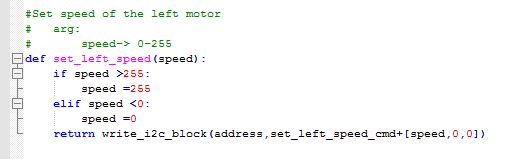 #Set speed of the left motor
#   arg:
#       speed-> 0-255
def set_left_speed(speed):
    if speed >255:
        speed =255
    elif speed <0:
        speed =0
    return write_i2c_block(address,set_left_speed_cmd+[speed,0,0])